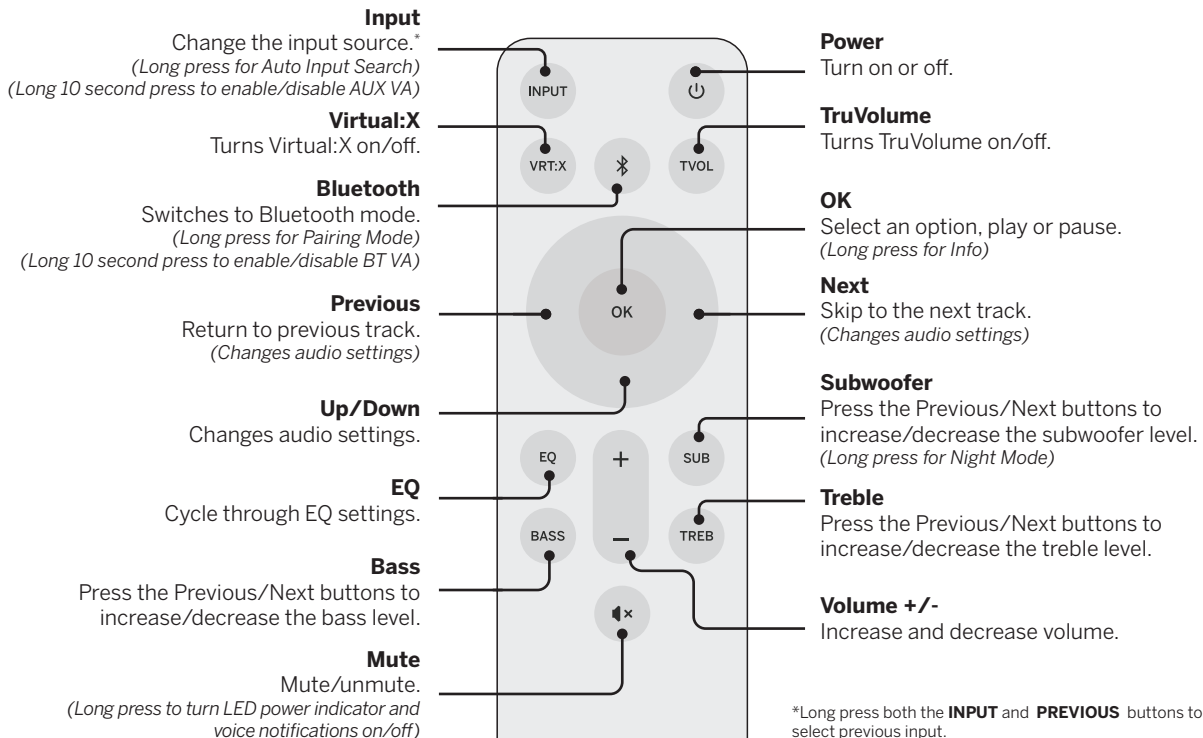 Input
Change the input source.*
(Long press for Auto Input Search)
(Long 10 second press to enable/disable AUX VA)
Virtual:X
Turns Virtual:X on/off.
Bluetooth
Switches to Bluetooth mode.
(Long press for Pairing Mode)
(Long 10 second press to enable/disable BT VA)
Previous
Return to previous track.
(Changes audio settings)
Up/Down
Changes audio settings.
EQ
Cycle through EQ settings.
Bass
Press the Previous/Next buttons to
increase/decrease the bass level.
Mute
Mute/unmute.
(Long press to turn LED power indicator and
voice notifications on/off)
INPUT
VRT:X
TVOL
OK
EQ
+
SUB
BASS
–
TREB
Power
Turn on or off.
TruVolume
Turns TruVolume on/off.
OK
Select an option, play or pause.
(Long press for Info)
Next
Skip to the next track.
(Changes audio settings)
Subwoofer
Press the Previous/Next buttons to
increase/decrease the subwoofer level.
(Long press for Night Mode)
Treble
Press the Previous/Next buttons to
increase/decrease the treble level.
Volume +/-
Increase and decrease volume.
*Long press both the INPUT and PREVIOUS buttons to
select previous input.